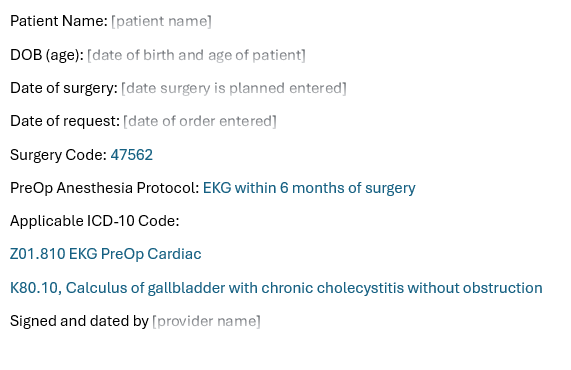 Patient Name: [patient name]
DOB (age): [date of birth and age of patient]
Date of surgery: [date surgery is planned entered]
Date of request: [date of order entered]
Surgery Code: 47562
PreOp Anesthesia Protocol: EKG within 6 months of surgery
Applicable ICD-10 Code:
Z01.810 EKG PreOp Cardiac
K80.10, Calculus of gallbladder with chronic cholecystitis without obstruction
Signed and dated by [provider name]